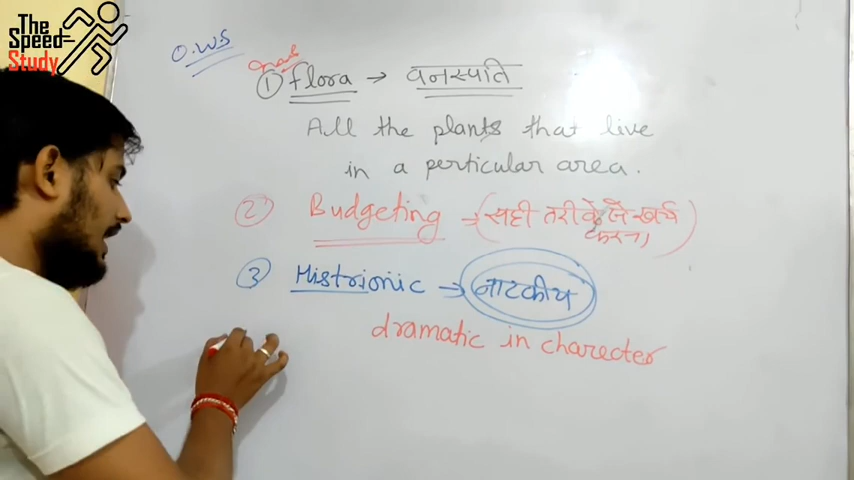 The
Speed
Study
O.W.S
① flora → वनस्पति
All the plants that live
in a perticular area.
② Budgeting → (सही तरीके से खर्च
करना)
③ Histrionic → नाटकीय
dramatic in charecter